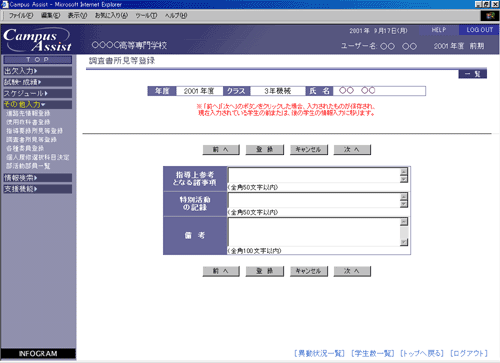 Campus Assist - Microsoft Internet Explorer
ファイル(F) 編集(E) 表示(V) お気に入り(A) ツール(T) ヘルプ(H)
Campus Assist
2001年 9月17日(月) HELP LOG OUT
○○○○高等専門学校 ユーザー名: ○○ ○○ 2001 年度 前期
TOP
出欠入力
試験・成績
スケジュール
その他入力
進路先情報登録
使用教科書登録
指導要録所見等登録
調査書所見等登録
各種委員登録
個人履修選択科目決定
部活動部員一覧
情報検索
支援機能
INFOGRAM
調査書所見等登録
一 覧
年度 2001 年度 クラス 3年機械 氏 名 ○○ ○○
※「前へ」「次へ」のボタンをクリックした場合、入力されたものが保存され、
現在入力されている学生の前または、後の学生の情報入力に移ります。
前 へ 登 録 キャンセル 次 へ
指導上参考
となる諸事項
(全角50文字以内)
特別活動
の記録
(全角50文字以内)
備 考
(全角100文字以内)
前 へ 登 録 キャンセル 次 へ
[異動状況一覧] [学生数一覧] [トップへ戻る] [ログアウト]